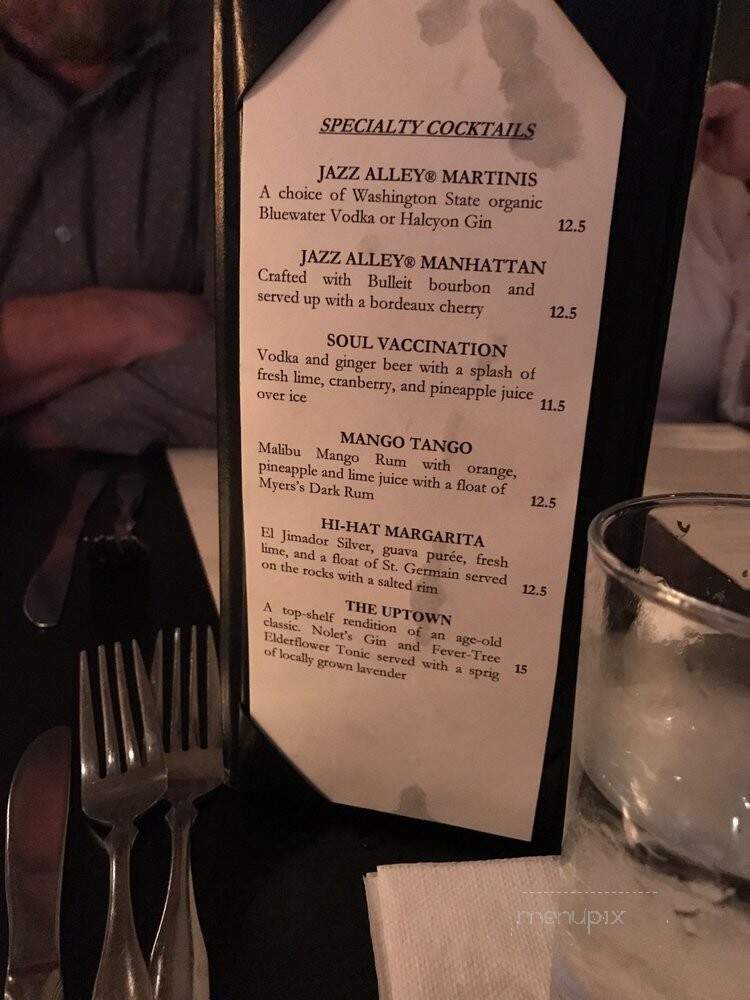 SPECIALTY COCKTAILS
JAZZ ALLEY® MARTINIS
A choice of Washington State organic
Bluewater Vodka or Halcyon Gin 12.5
JAZZ ALLEY® MANHATTAN
Crafted with Bulleit bourbon and
served up with a bordeaux cherry 12.5
SOUL VACCINATION
Vodka and ginger beer with a splash of
fresh lime, cranberry, and pineapple juice
over ice 11.5
MANGO TANGO
Malibu Mango Rum with orange,
pineapple and lime juice with a float of
Myers's Dark Rum 12.5
HI-HAT MARGARITA
El Jimador Silver, guava purée, fresh
lime, and a float of St. Germain served
on the rocks with a salted rim 12.5
THE UPTOWN
A top-shelf rendition of an age-old
classic. Nolet's Gin and Fever-Tree
Elderflower Tonic served with a sprig
of locally grown lavender 15
menupix